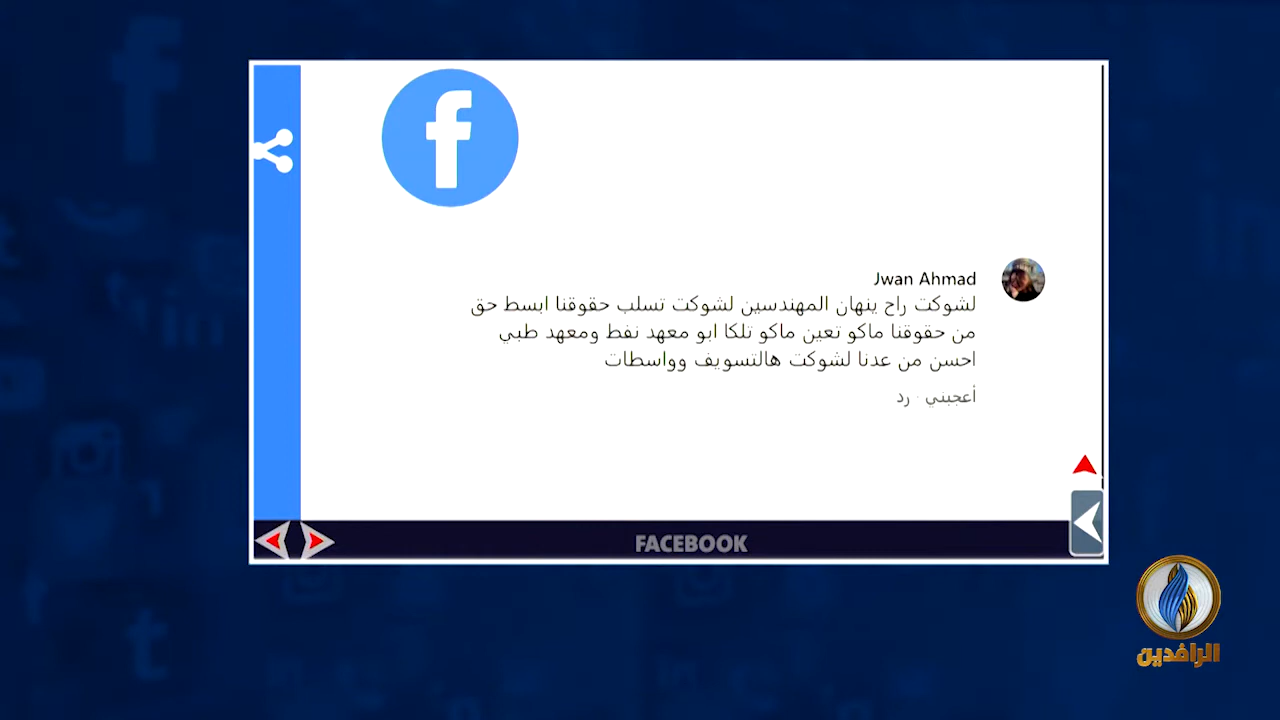 Jwan Ahmad
لشوكت راح ينهان المهندسين لشوكت تسلب حقوقنا ابسط حق
من حقوقنا ماكو تعين ماكو تلكا ابو معهد نفط ومعهد طبي
احسن من عدنا لشوكت هالتسويف وواسطات
أعجبني · رد
FACEBOOK
الرافدين